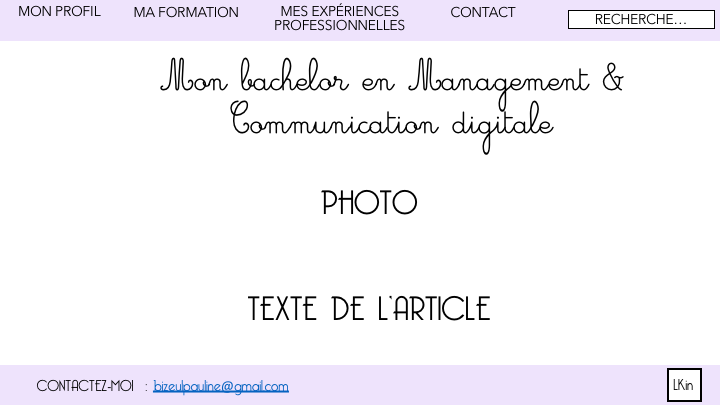 MON PROFIL
MA FORMATION
MES EXPÉRIENCES
PROFESSIONNELLES
CONTACT
RECHERCHE...
Mon bachelor en Management &
Communication digitale
PHOTO
TEXTE DE L'ARTICLE
CONTACTEZ-MOI : bizeulpauline@gmail.com
LKin